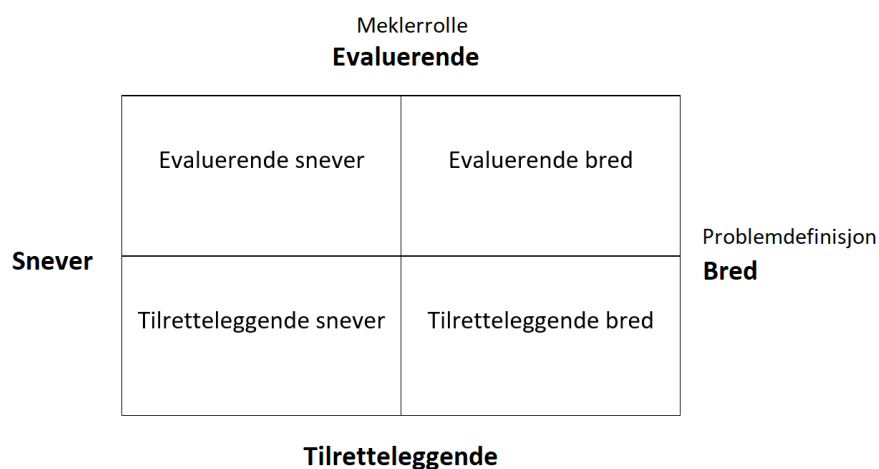 Meklerrolle
Evaluerende
Evaluerende snever
Evaluerende bred
Snever
Problemdefinisjon
Bred
Tilretteleggende snever
Tilretteleggende bred
Tilretteleggende